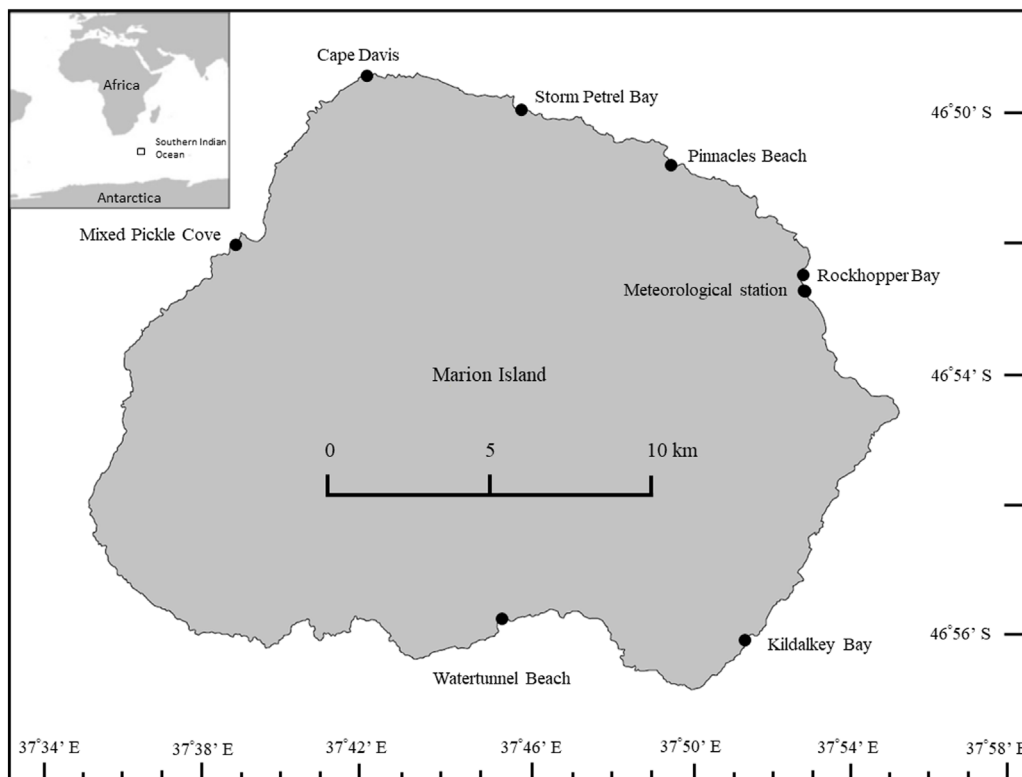 Cape Davis
Storm Petrel Bay
46°50’ S
Africa
Pinnacles Beach
Southern Indian
Ocean
Antarctica
Mixed Pickle Cove
Rockhopper Bay
Meteorological station
Marion Island
46°54’ S
0 5 10 km
46°56’ S
Kildalkey Bay
Watertunnel Beach
37°34’ E 37°38’ E 37°42’ E 37°46’ E 37°50’ E 37°54’ E 37°58’ E